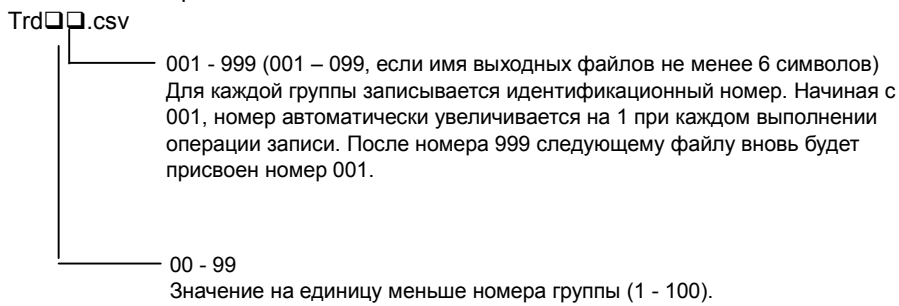 Trd❑❑.csv
001 - 999 (001 – 099, если имя выходных файлов не менее 6 символов)
Для каждой группы записывается идентификационный номер. Начиная с
001, номер автоматически увеличивается на 1 при каждом выполнении
операции записи. После номера 999 следующему файлу вновь будет
присвоен номер 001.
00 - 99
Значение на единицу меньше номера группы (1 - 100).